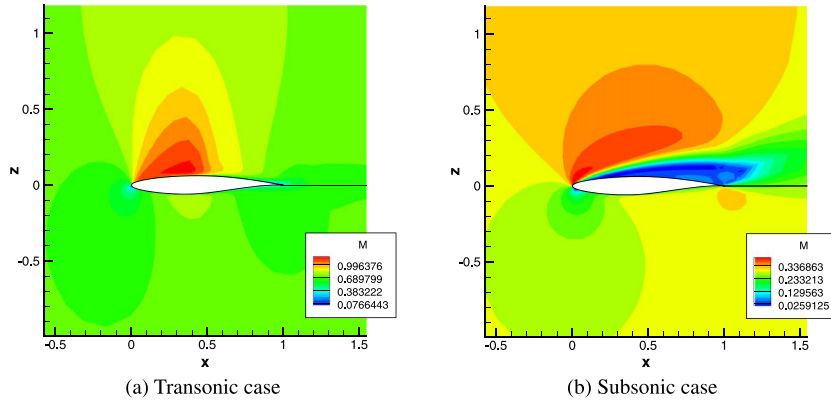 1
0.5
z
0
-0.5
-0.5 0 0.5 1 1.5
x
M
0.996376
0.689799
0.383222
0.0766443
(a) Transonic case
1
0.5
z
0
-0.5
-0.5 0 0.5 1 1.5
x
M
0.336863
0.233213
0.129563
0.0259125
(b) Subsonic case